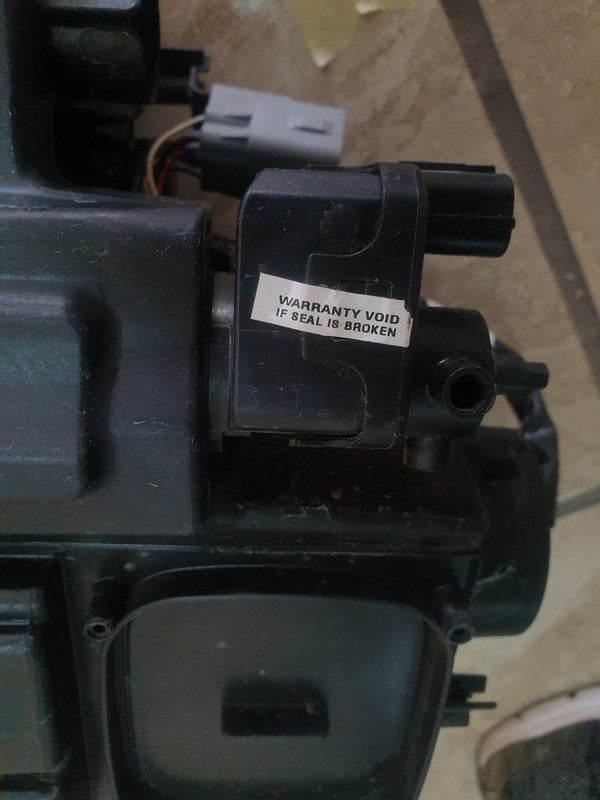 WARRANTY VOID
IF SEAL IS BROKEN